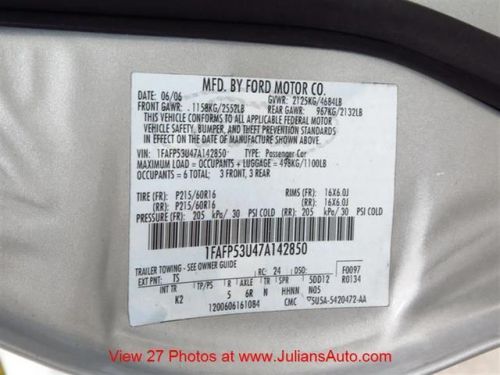 MFD. BY FORD MOTOR CO.
DATE: 06/06 GVWR: 2125KG/4684LB
FRONT GAWR: 1158KG/2552LB REAR GAWR: 967KG/2132LB
THIS VEHICLE CONFORMS TO ALL APPLICABLE FEDERAL MOTOR
VEHICLE SAFETY, BUMPER, AND THEFT PREVENTION STANDARDS
IN EFFECT ON THE DATE OF MANUFACTURE SHOWN ABOVE.
VIN: 1FAFP53U47A142850 TYPE: Passenger Car
MAXIMUM LOAD = OCCUPANTS + LUGGAGE = 498KG/1100LB
OCCUPANTS = 6 TOTAL: 3 FRONT, 3 REAR
TIRE (FR): P215/60R16 RIMS (FR): 16X6.0J
(RR): P215/60R16 (RR): 16X6.0J
PRESSURE (FR): 205 kPa/ 30 PSI COLD (RR): 205 kPa/ 30 PSI COLD
1FAFP53U47A142850
TRAILER TOWING - SEE OWNER GUIDE F0097
EXT PNT: TS RC: 24 DSO: R0134
INT TR TP/PS R AXLE TR SPR 50DD12
K2 5 6R N HHNN N05
1200606161084 CMC 5U5A-5420472-AA
View 27 Photos at www.JuliansAuto.com